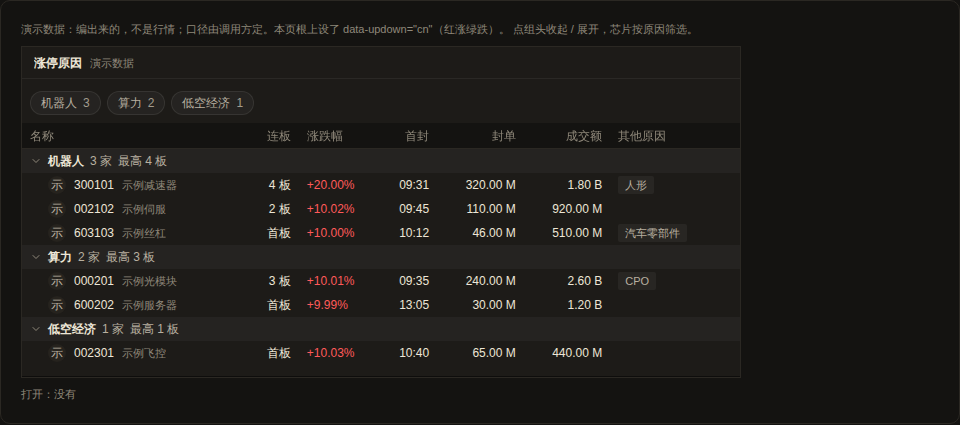 演示数据：编出来的，不是行情；口径由调用方定。本页根上设了 data-updown="cn"（红涨绿跌）。 点组头收起 / 展开，芯片按原因筛选。
涨停原因 演示数据
机器人 3 算力 2 低空经济 1
名称 连板 涨跌幅 首封 封单 成交额 其他原因
机器人 3 家 最高 4 板
示 300101 示例减速器 4 板 +20.00% 09:31 320.00 M 1.80 B 人形
示 002102 示例伺服 2 板 +10.02% 09:45 110.00 M 920.00 M
示 603103 示例丝杠 首板 +10.00% 10:12 46.00 M 510.00 M 汽车零部件
算力 2 家 最高 3 板
示 000201 示例光模块 3 板 +10.01% 09:35 240.00 M 2.60 B CPO
示 600202 示例服务器 首板 +9.99% 13:05 30.00 M 1.20 B
低空经济 1 家 最高 1 板
示 002301 示例飞控 首板 +10.03% 10:40 65.00 M 440.00 M
打开：没有